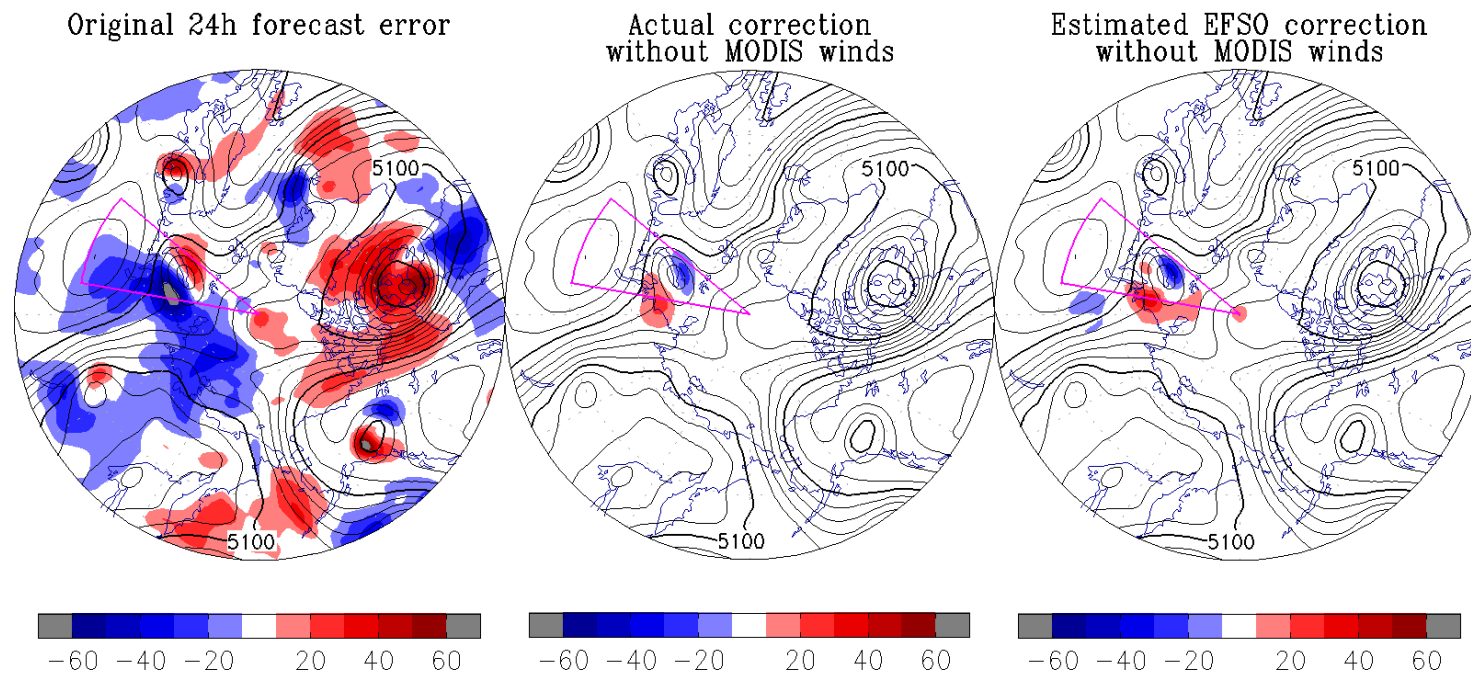 Original 24h forecast error
Actual correction
without MODIS winds
Estimated EFSO correction
without MODIS winds
5100
5100
5100
5100
5100
5100
−60 −40 −20 20 40 60
−60 −40 −20 20 40 60
−60 −40 −20 20 40 60